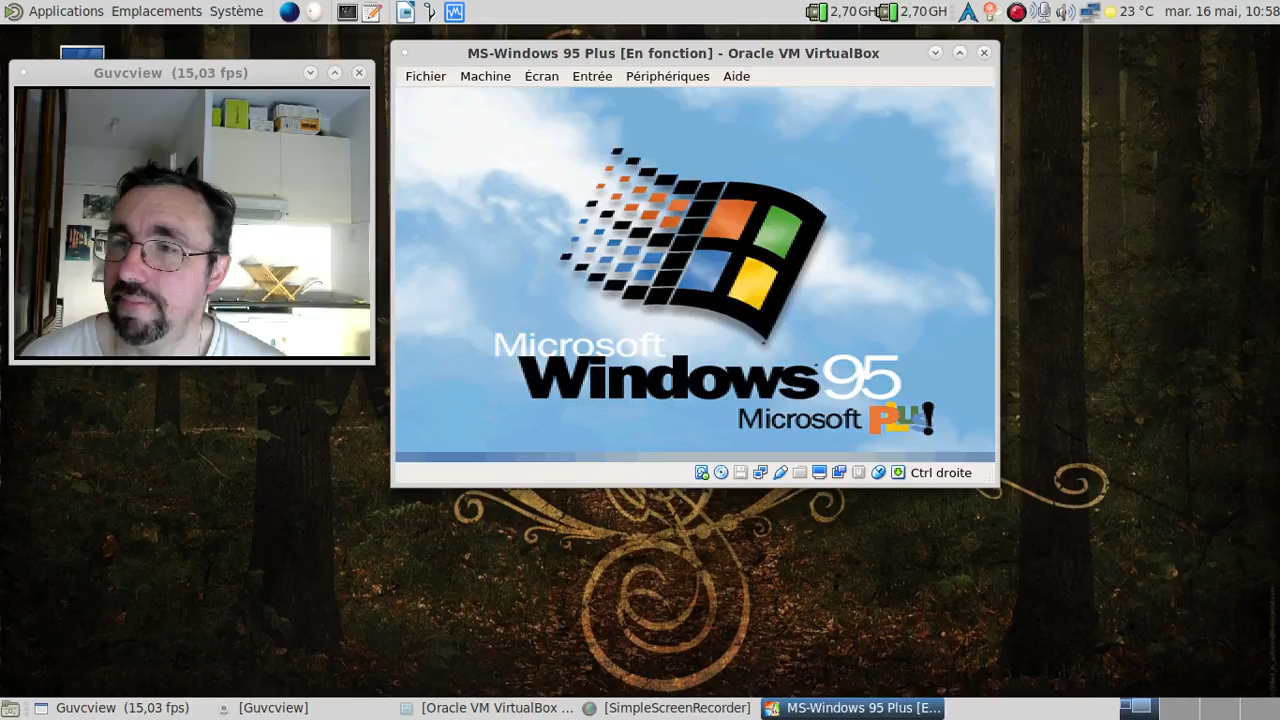 Applications Emplacements Système
2,70 GH 2,70 GH 23 °C mar. 16 mai, 10:58
Guvcview (15,03 fps)
MS-Windows 95 Plus [En fonction] - Oracle VM VirtualBox
Fichier Machine Écran Entrée Périphériques Aide
Microsoft
Windows 95
Microsoft Plus!
Ctrl droite
Guvcview (15,03 fps) [Guvcview] [Oracle VM VirtualBox ... [SimpleScreenRecorder] MS-Windows 95 Plus [E...